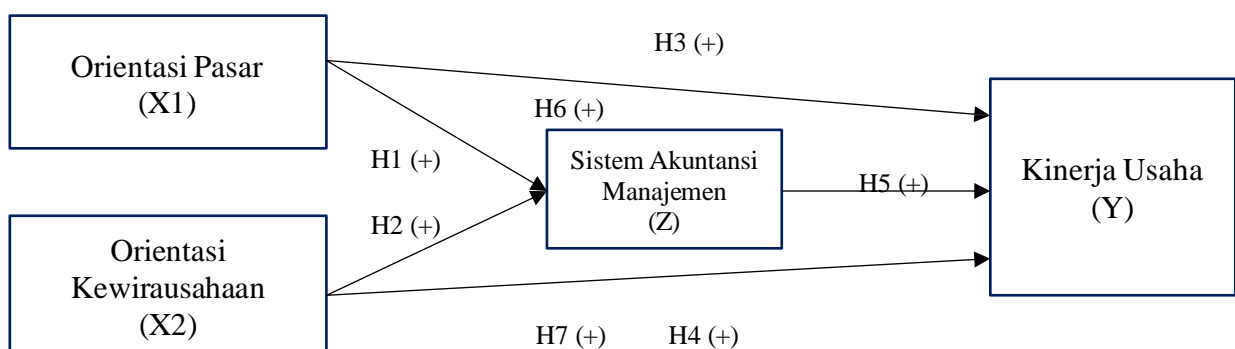 H3 (+)
Orientasi Pasar
(X1)
H6 (+)
H1 (+)
Sistem Akuntansi
Manajemen
(Z)
H5 (+)
Kinerja Usaha
(Y)
H2 (+)
Orientasi
Kewirausahaan
(X2)
H7 (+)
H4 (+)